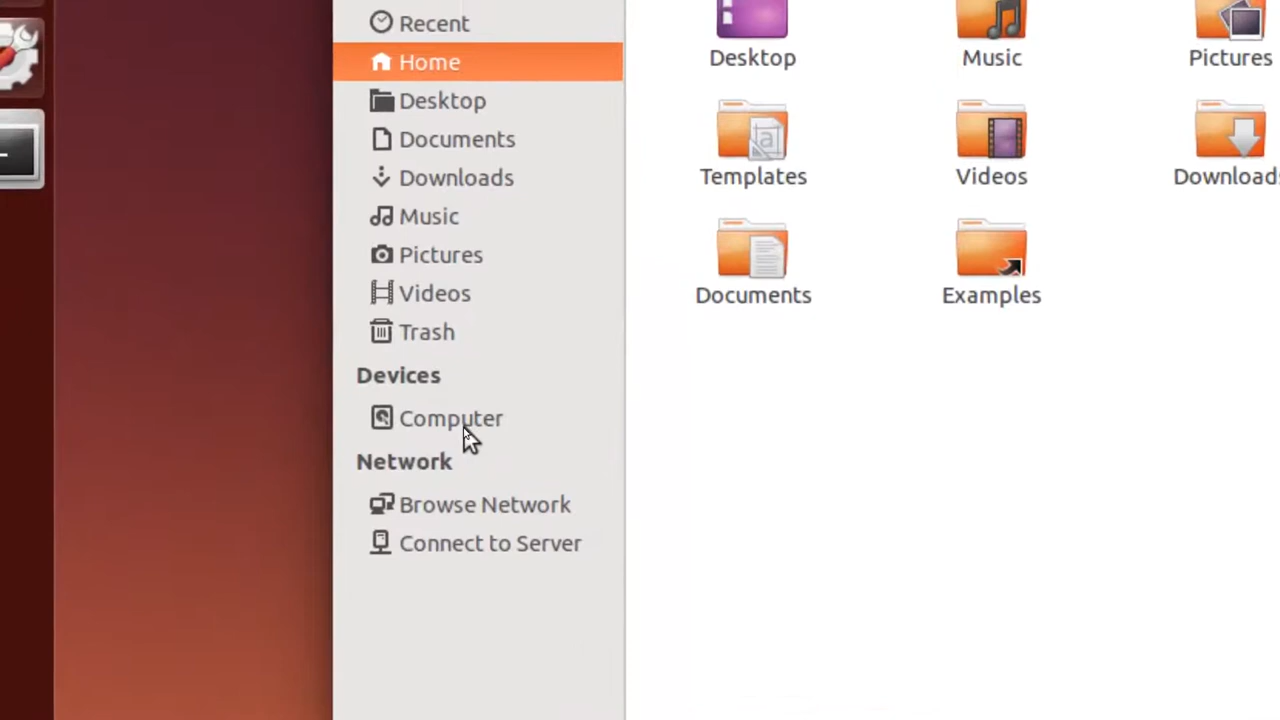 Recent
Home
Desktop
Documents
Downloads
Music
Pictures
Videos
Trash
Devices
Computer
Network
Browse Network
Connect to Server
Desktop
Music
Pictures
Templates
Videos
Downloads
Documents
Examples